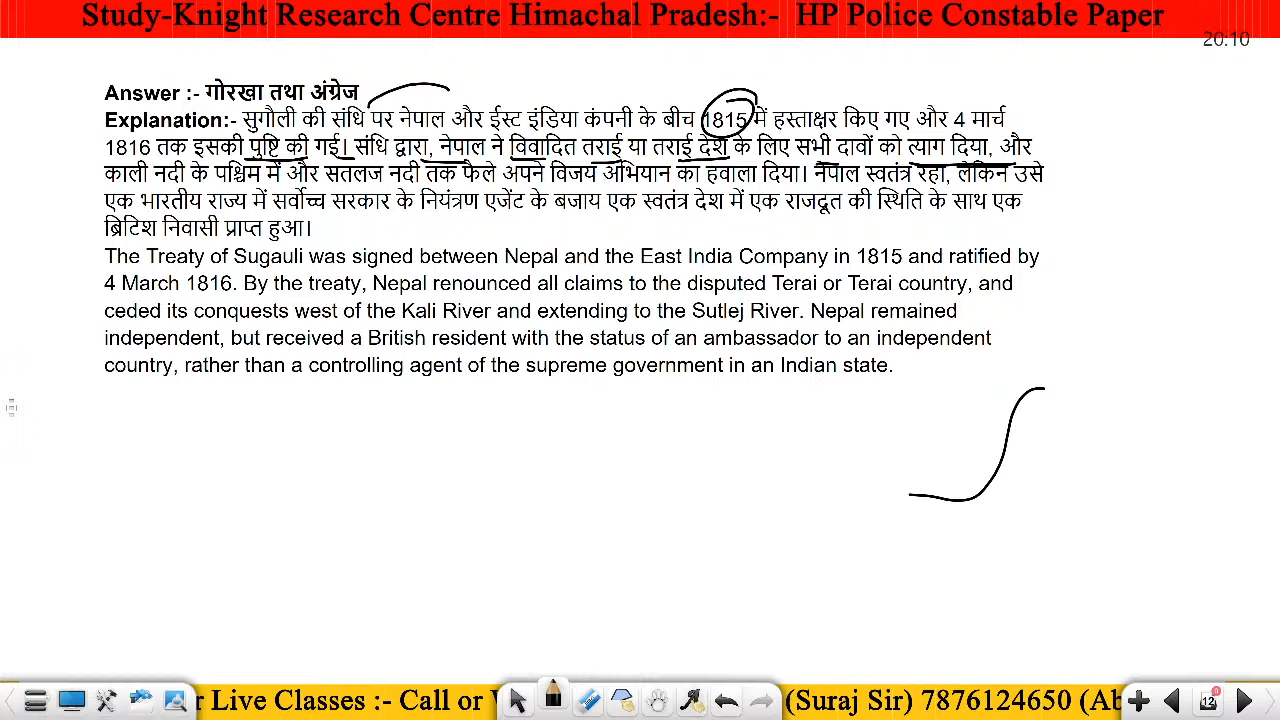 Study-Knight Research Centre Himachal Pradesh:- HP Police Constable Paper
20:10
Answer :- गोरखा तथा अंग्रेज
Explanation:- सुगौली की संधि पर नेपाल और ईस्ट इंडिया कंपनी के बीच 1815 में हस्ताक्षर किए गए और 4 मार्च
1816 तक इसकी पुष्टि की गई। संधि द्वारा, नेपाल ने विवादित तराई या तराई देश के लिए सभी दावों को त्याग दिया, और
काली नदी के पश्चिम में और सतलज नदी तक फैले अपने विजय अभियान का हवाला दिया। नेपाल स्वतंत्र रहा, लेकिन उसे
एक भारतीय राज्य में सर्वोच्च सरकार के नियंत्रण एजेंट के बजाय एक स्वतंत्र देश में एक राजदूत की स्थिति के साथ एक
ब्रिटिश निवासी प्राप्त हुआ।
The Treaty of Sugauli was signed between Nepal and the East India Company in 1815 and ratified by
4 March 1816. By the treaty, Nepal renounced all claims to the disputed Terai or Terai country, and
ceded its conquests west of the Kali River and extending to the Sutlej River. Nepal remained
independent, but received a British resident with the status of an ambassador to an independent
country, rather than a controlling agent of the supreme government in an Indian state.
r Live Classes :- Call or (Suraj Sir) 7876124650 (Ab
12